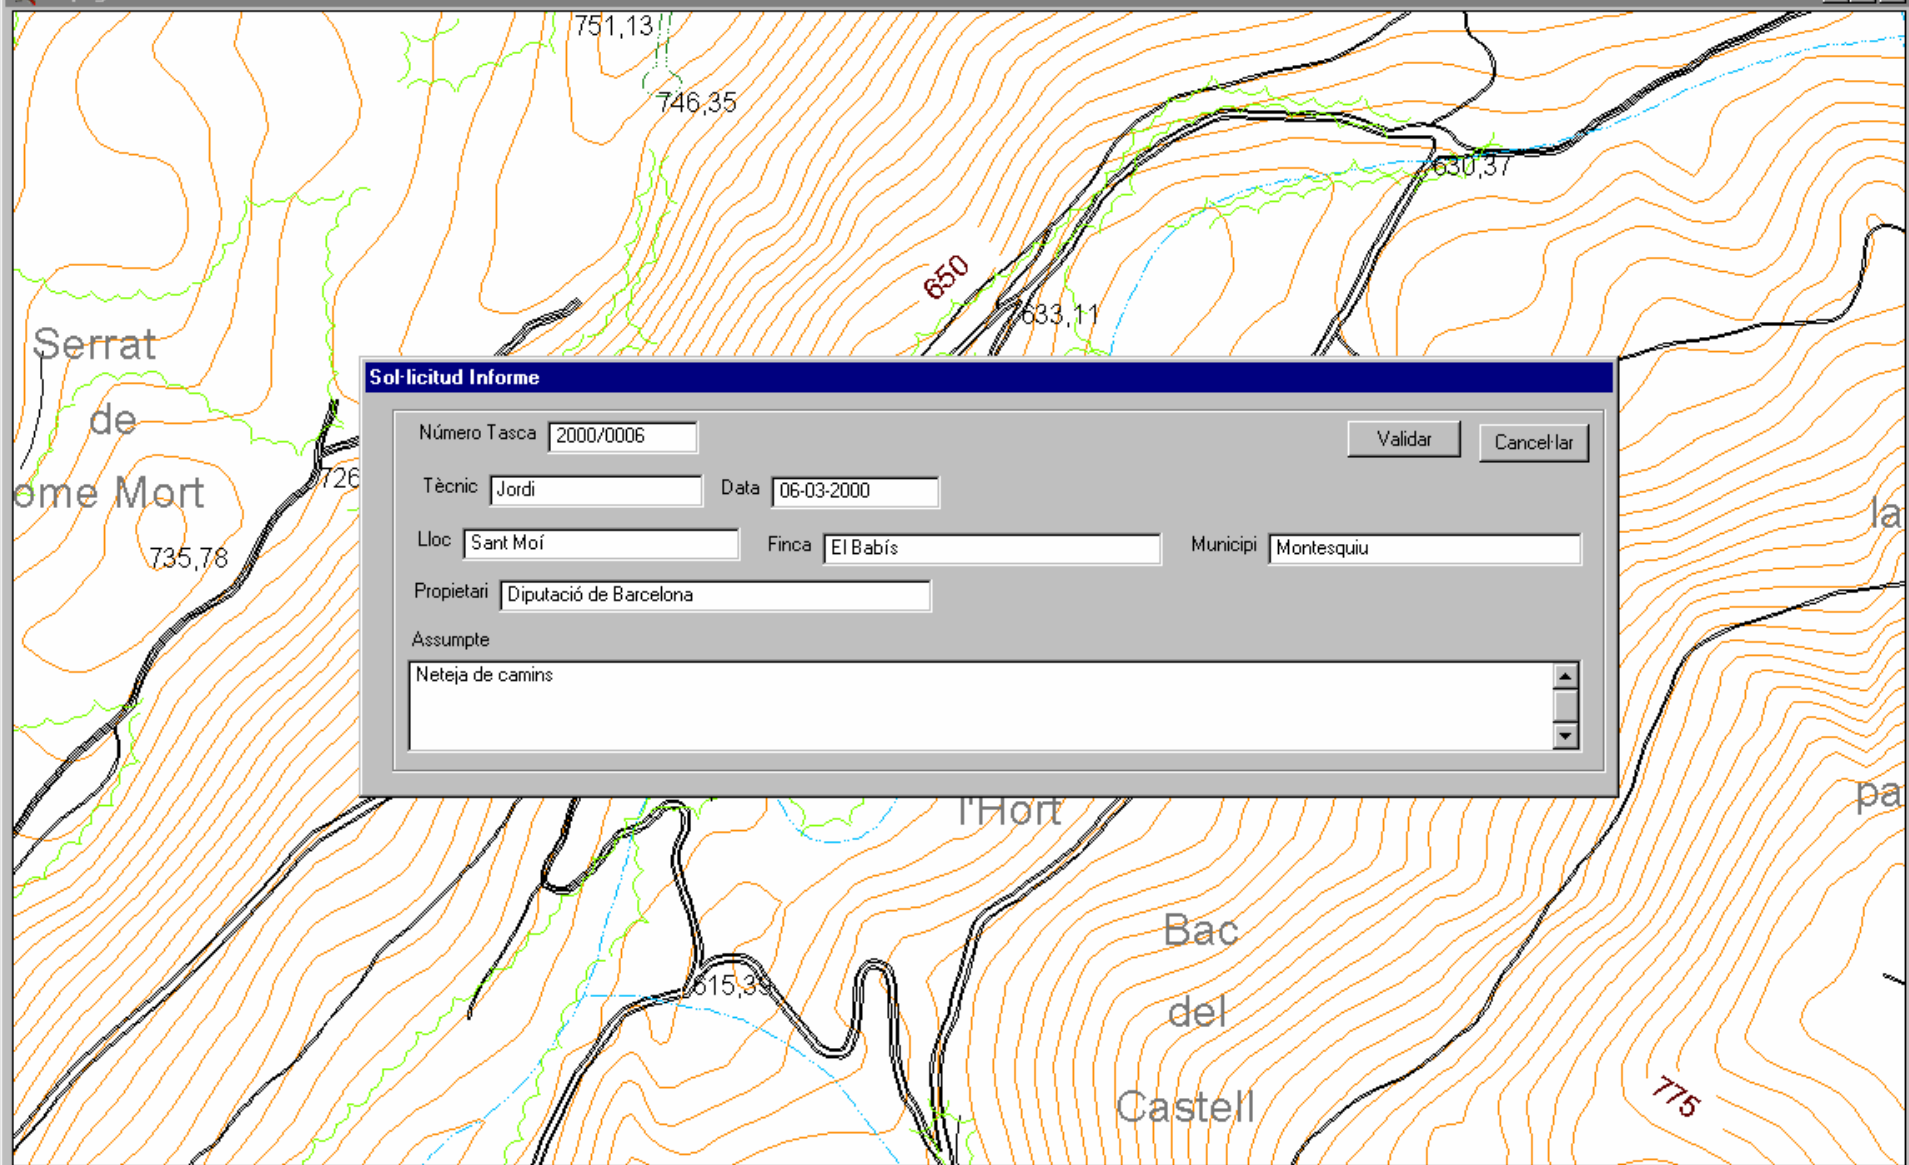 751,13
746,35
630,37
650
633,11
Serrat
de
ome Mort
726
735,78
Sol·licitud Informe
Número Tasca 2000/0006 Validar Cancel·lar
Tècnic Jordi Data 06-03-2000
Lloc Sant Moí Finca El Babís Municipi Montesquiu
Propietari Diputació de Barcelona
Assumpte
Neteja de camins
la
pa
l'Hort
Bac
del
Castell
615,39
775